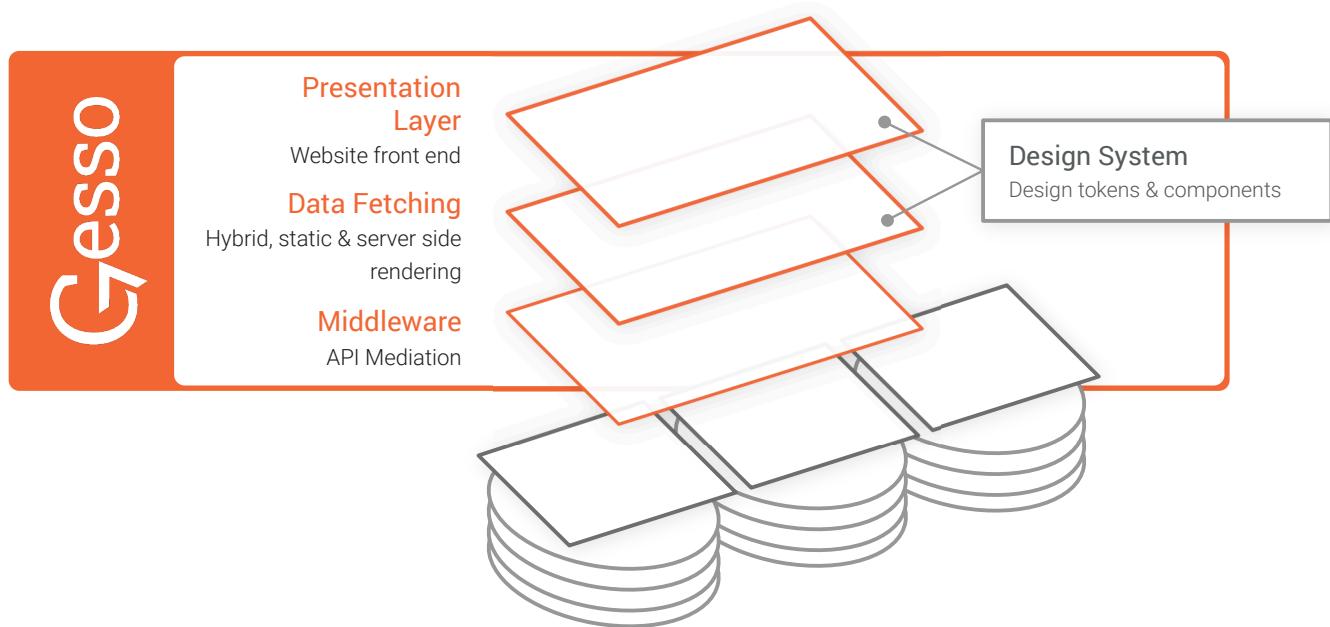 Gesso
Presentation
Layer
Website front end
Data Fetching
Hybrid, static & server side
rendering
Middleware
API Mediation
Design System
Design tokens & components